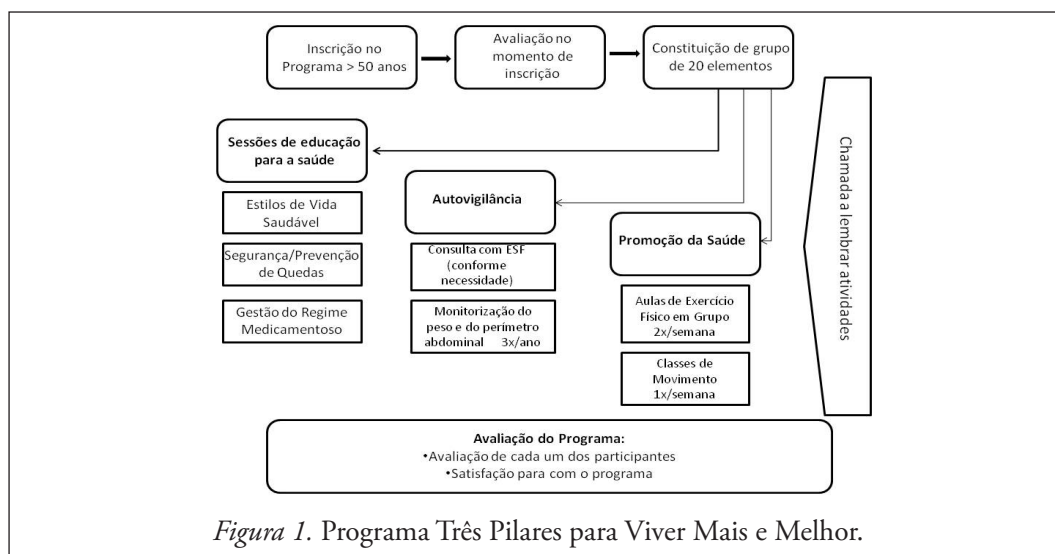 Inscrição no
Programa > 50 anos
Avaliação no
momento de
inscrição
Constituição de grupo
de 20 elementos
Sessões de educação
para a saúde
Estilos de Vida
Saudável
Segurança/Prevenção
de Quedas
Gestão do Regime
Medicamentoso
Autovigilância
Consulta com ESF
(conforme
necessidade)
Monitorização do
peso e do perímetro
abdominal 3x/ano
Promoção da Saúde
Aulas de Exercício
Físico em Grupo
2x/semana
Classes de
Movimento
1x/semana
Chamada a lembrar atividades
Avaliação do Programa:
•Avaliação de cada um dos participantes
•Satisfação para com o programa
Figura 1. Programa Três Pilares para Viver Mais e Melhor.